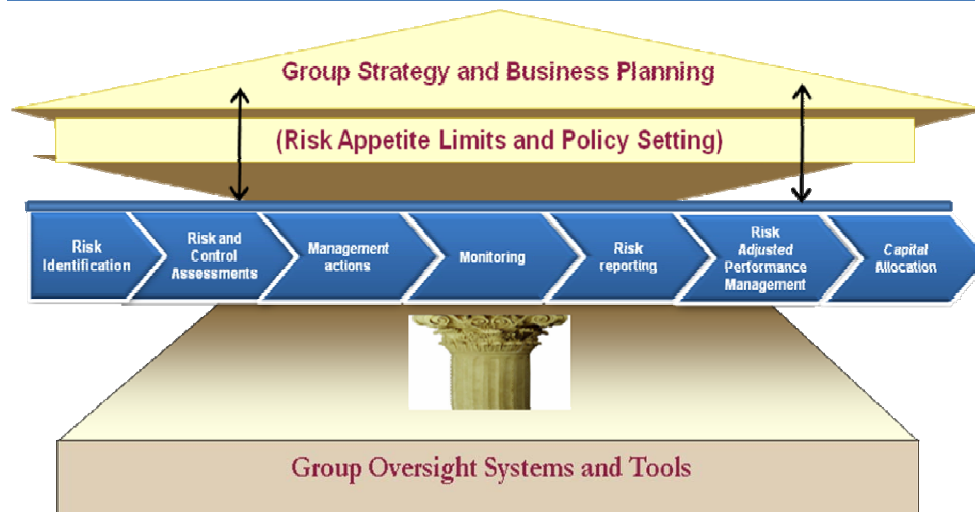 Group Strategy and Business Planning
(Risk Appetite Limits and Policy Setting)
Risk
Identification
Risk and
Control
Assessments
Management
actions
Monitoring
Risk
reporting
Risk
Adjusted
Performance
Management
Capital
Allocation
Group Oversight Systems and Tools